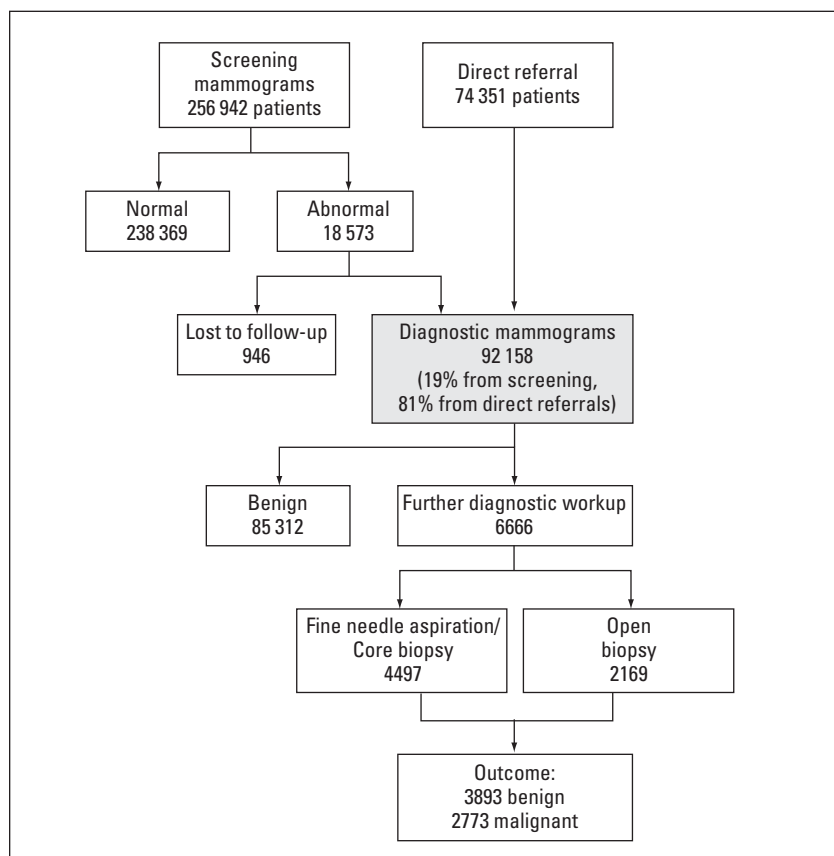 Screening
mammograms
256 942 patients
Direct referral
74 351 patients
Normal
238 369
Abnormal
18 573
Lost to follow-up
946
Diagnostic mammograms
92 158
(19% from screening,
81% from direct referrals)
Benign
85 312
Further diagnostic workup
6666
Fine needle aspiration/
Core biopsy
4497
Open
biopsy
2169
Outcome:
3893 benign
2773 malignant